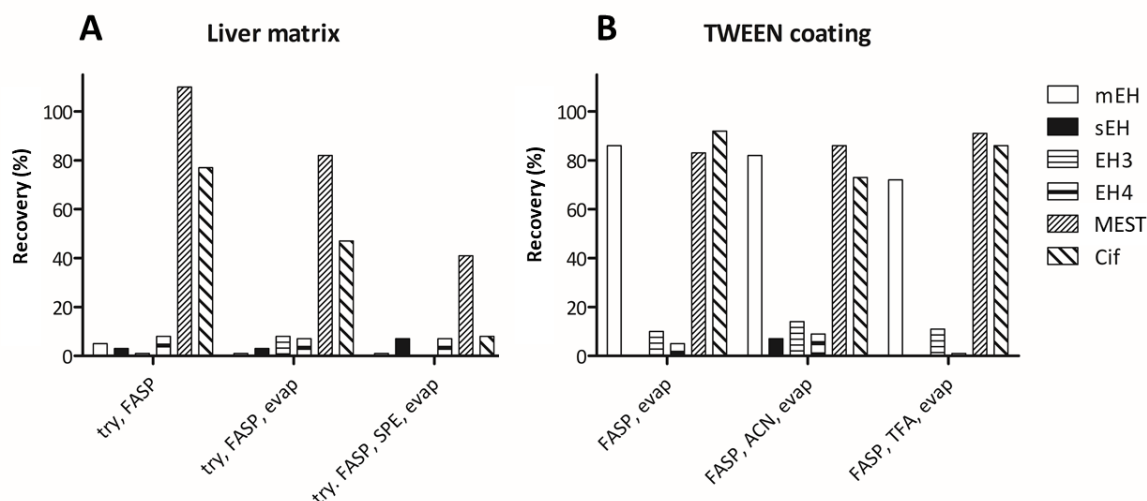 A
Liver matrix
Recovery (%)
100
80
60
40
20
0
try, FASP
try, FASP, evap
try. FASP, SPE, evap
B
TWEEN coating
Recovery (%)
100
80
60
40
20
0
FASP, evap
FASP, ACN, evap
FASP, TFA, evap
mEH
sEH
EH3
EH4
MEST
Cif